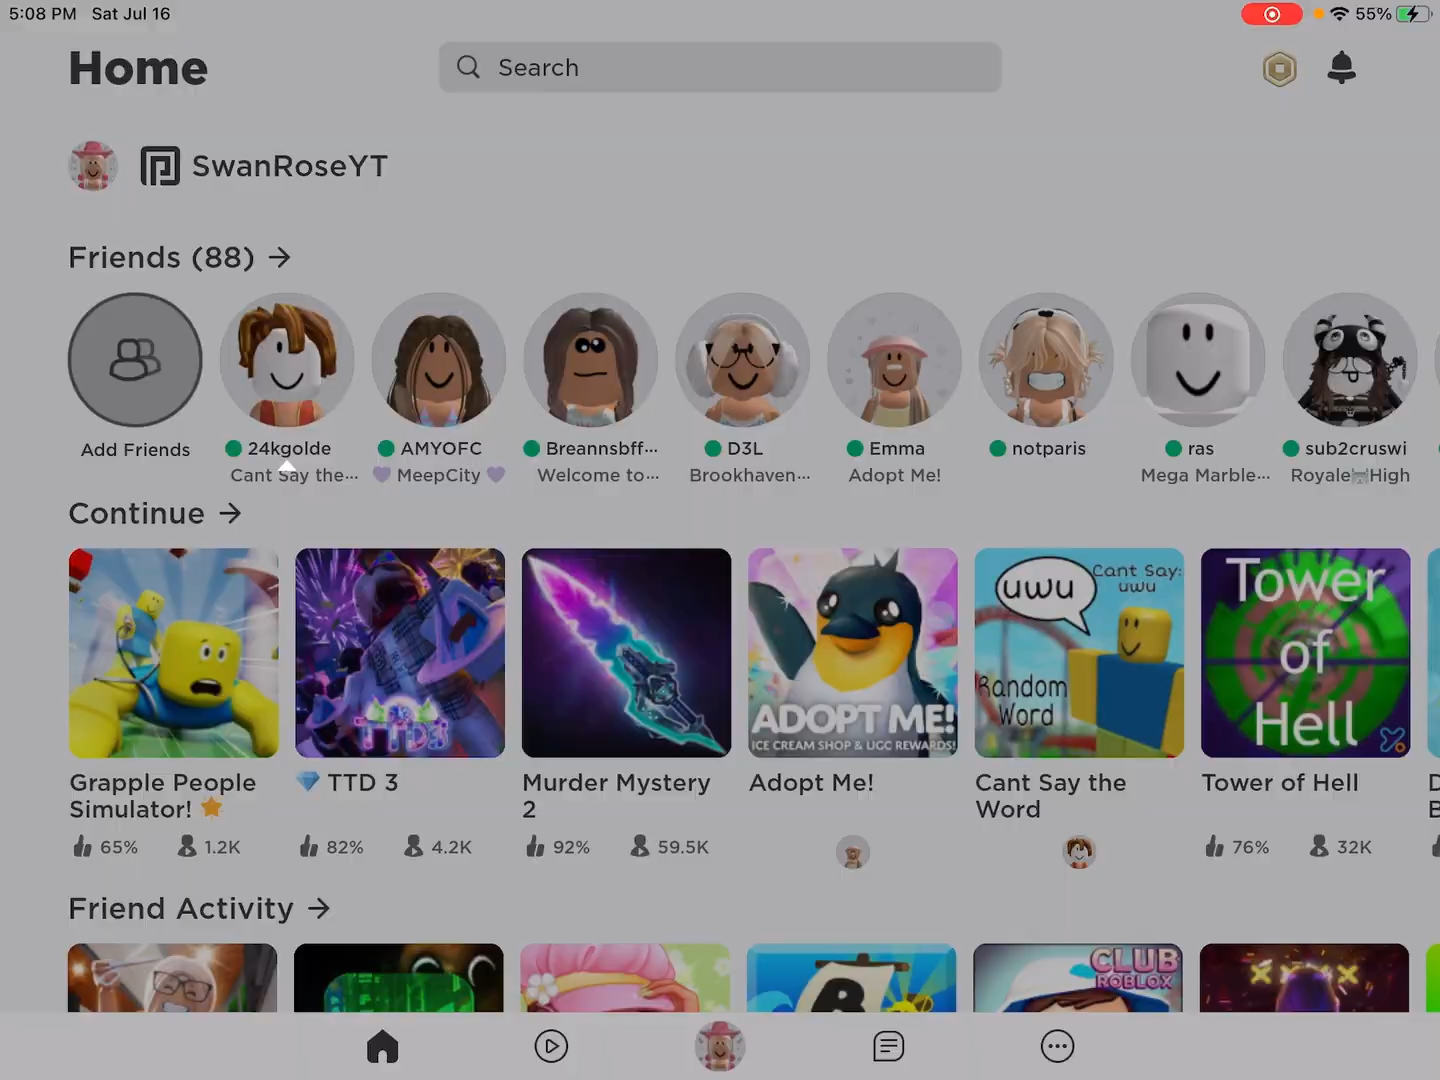 5:08 PM Sat Jul 16
55%
Home
Search
SwanRoseYT
Friends (88)
Add Friends
24kgolde
Cant Say the...
AMYOFC
MeepCity
Breannsbff...
Welcome to...
D3L
Brookhaven...
Emma
Adopt Me!
notparis
ras
Mega Marble...
sub2cruswi
Royale High
Continue
TTD3
ADOPT ME!
ICE CREAM SHOP & UGC REWARDS!
uwu
Cant Say:
uwu
Random
Word
Tower
of
Hell
Grapple People
Simulator!
65% 1.2K
TTD 3
82% 4.2K
Murder Mystery
2
92% 59.5K
Adopt Me!
Cant Say the
Word
Tower of Hell
76% 32K
Friend Activity
CLUB
ROBLOX